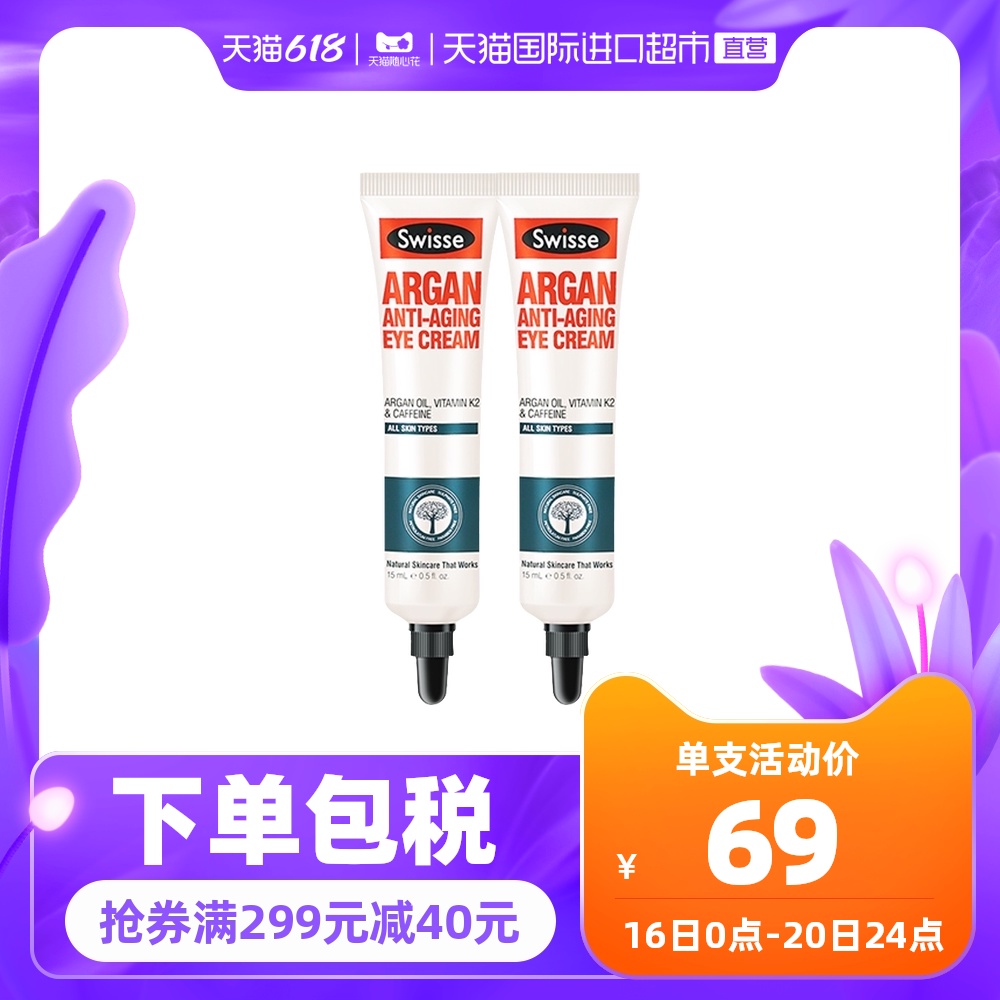 天猫618 天猫随心花 天猫国际进口超市 直营
Swisse
ARGAN
ANTI-AGING
EYE CREAM
ARGAN OIL, VITAMIN K2
& CAFFEINE
ALL SKIN TYPES
Natural Skincare That Works
15 mL e 0.5 fl. oz.
Swisse
ARGAN
ANTI-AGING
EYE CREAM
ARGAN OIL, VITAMIN K2
& CAFFEINE
ALL SKIN TYPES
Natural Skincare That Works
15 mL e 0.5 fl. oz.
下单包税
抢券满299元减40元
单支活动价
¥ 69
16日0点-20日24点